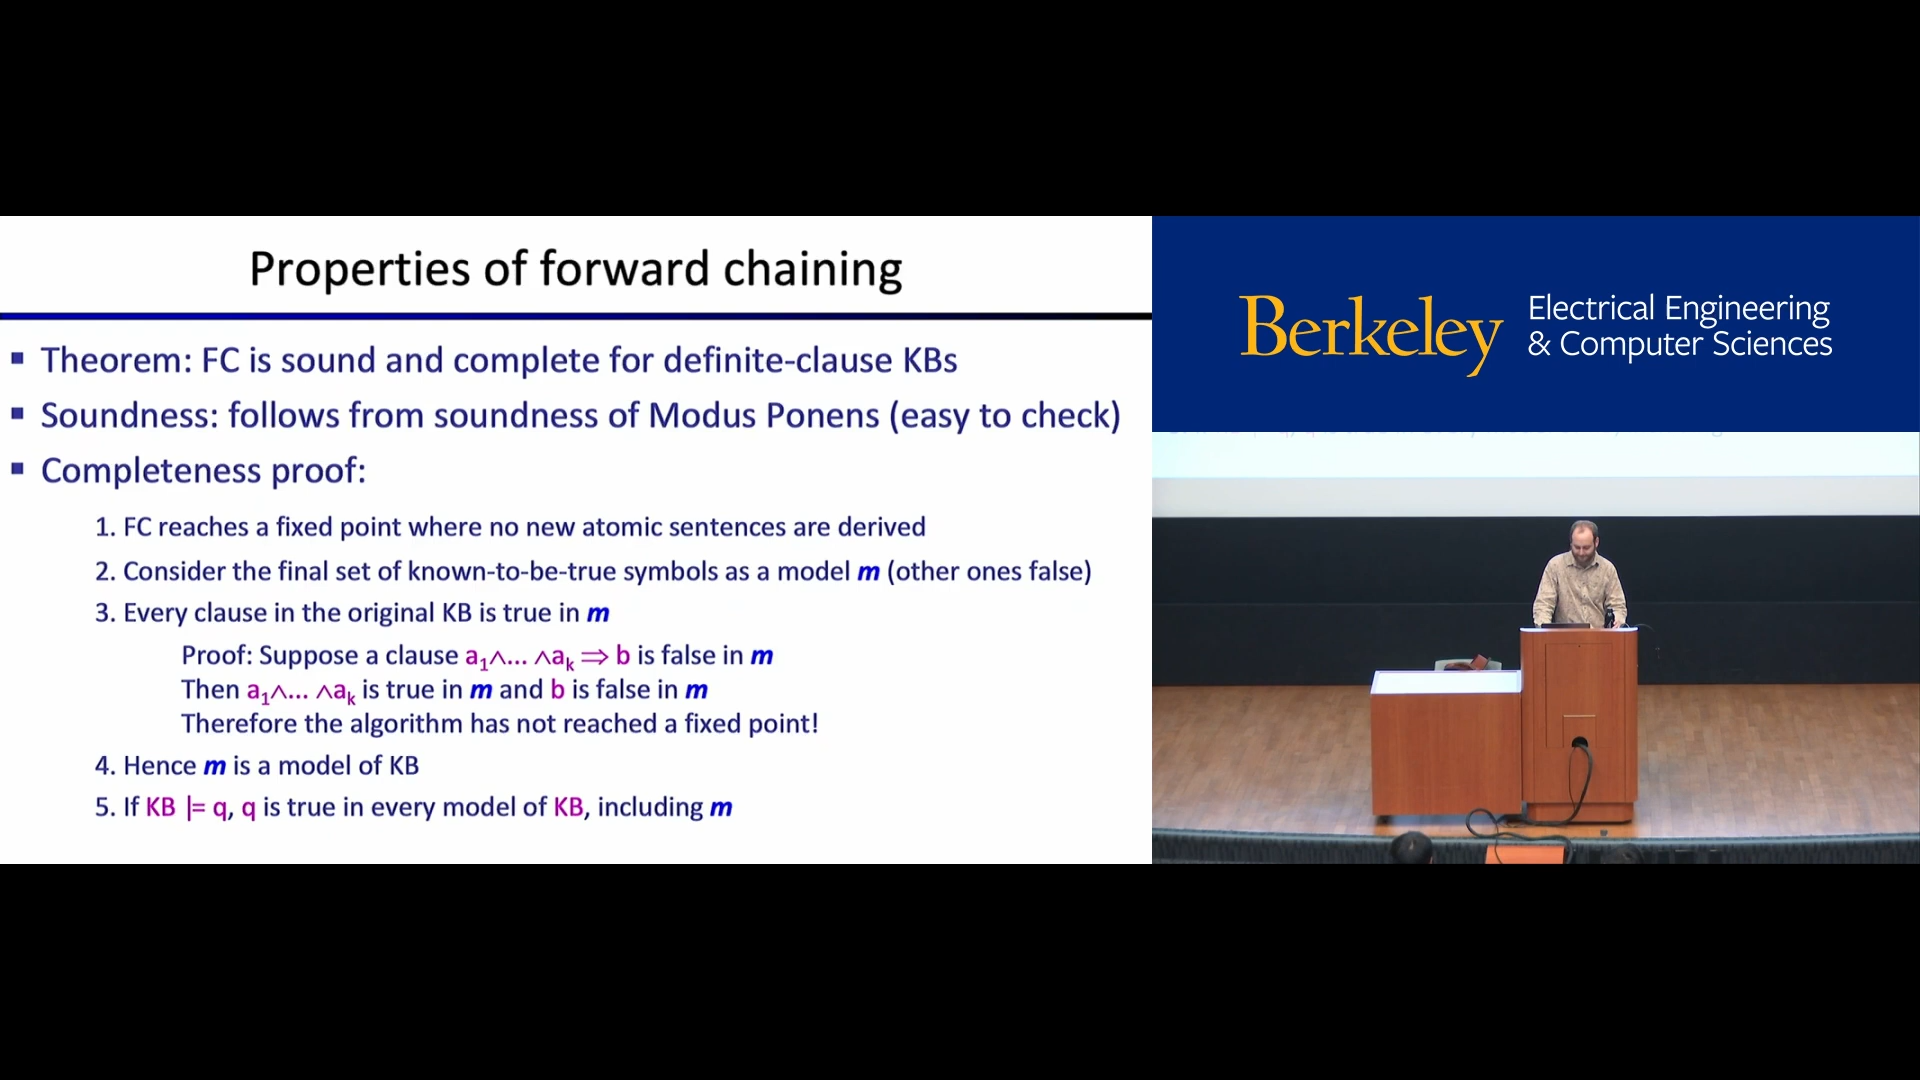 Properties of forward chaining
▪ Theorem: FC is sound and complete for definite-clause KBs
▪ Soundness: follows from soundness of Modus Ponens (easy to check)
▪ Completeness proof:
1. FC reaches a fixed point where no new atomic sentences are derived
2. Consider the final set of known-to-be-true symbols as a model m (other ones false)
3. Every clause in the original KB is true in m
Proof: Suppose a clause a₁∧... ∧aₖ ⇒ b is false in m
Then a₁∧... ∧aₖ is true in m and b is false in m
Therefore the algorithm has not reached a fixed point!
4. Hence m is a model of KB
5. If KB |= q, q is true in every model of KB, including m
Berkeley
Electrical Engineering
& Computer Sciences